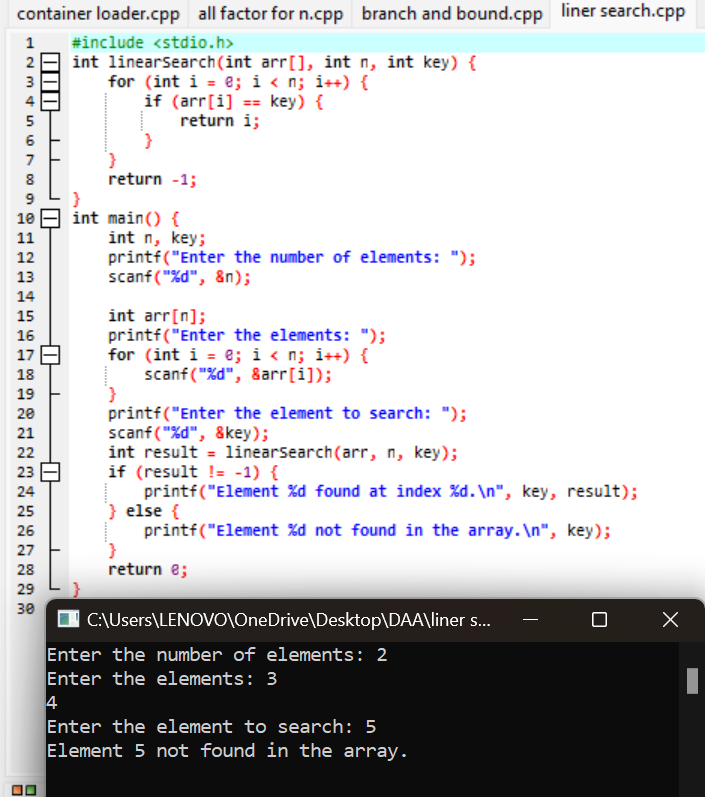 container loader.cpp all factor for n.cpp branch and bound.cpp liner search.cpp
1 #include <stdio.h>
2 int linearSearch(int arr[], int n, int key) {
3 for (int i = 0; i < n; i++) {
4 if (arr[i] == key) {
5 return i;
6 }
7 }
8 return -1;
9 }
10 int main() {
11 int n, key;
12 printf("Enter the number of elements: ");
13 scanf("%d", &n);
14
15 int arr[n];
16 printf("Enter the elements: ");
17 for (int i = 0; i < n; i++) {
18 scanf("%d", &arr[i]);
19 }
20 printf("Enter the element to search: ");
21 scanf("%d", &key);
22 int result = linearSearch(arr, n, key);
23 if (result != -1) {
24 printf("Element %d found at index %d.\n", key, result);
25 } else {
26 printf("Element %d not found in the array.\n", key);
27 }
28 return 0;
29 }
30
C:\Users\LENOVO\OneDrive\Desktop\DAA\liner s...
Enter the number of elements: 2
Enter the elements: 3
4
Enter the element to search: 5
Element 5 not found in the array.